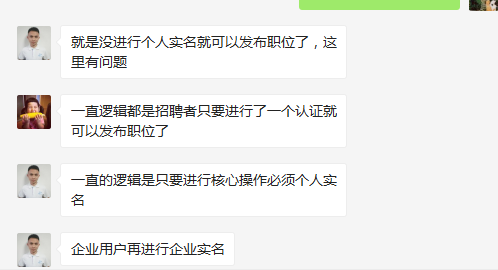 就是没进行个人实名就可以发布职位了，这
里有问题
一直逻辑都是招聘者只要进行了一个认证就
可以发布职位了
一直的逻辑是只要进行核心操作必须个人实
名
企业用户再进行企业实名